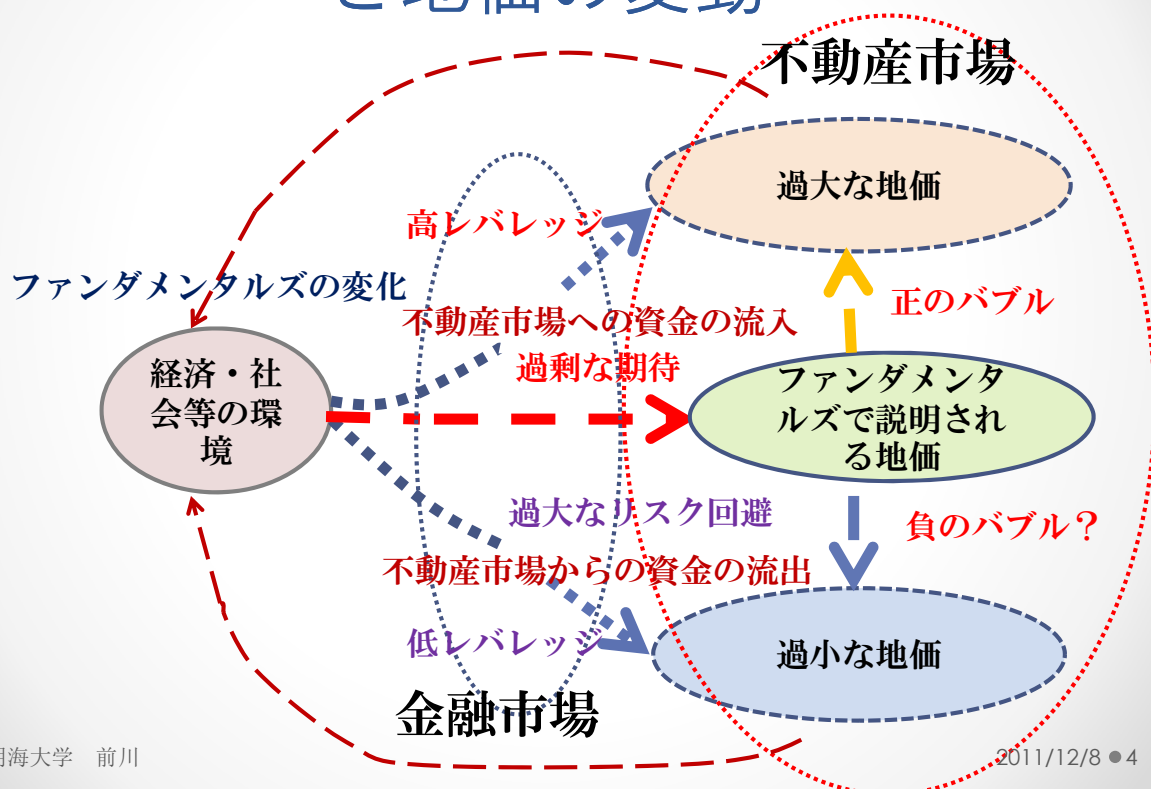 と地価の変動
不動産市場
過大な地価
高レバレッジ
ファンダメンタルズの変化
正のバブル
不動産市場への資金の流入
過剰な期待
経済・社
会等の環
境
ファンダメンタ
ルズで説明され
る地価
過大なリスク回避
負のバブル？
不動産市場からの資金の流出
低レバレッジ
過小な地価
金融市場
海大学 前川
2011/12/8 ● 4